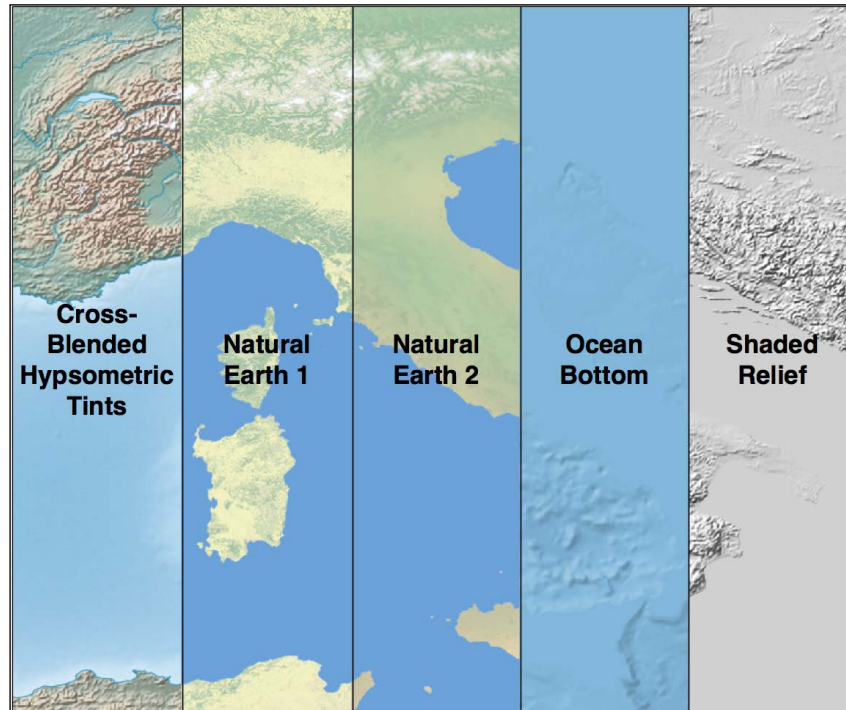 Cross-
Blended
Hypsometric
Tints
Natural
Earth 1
Natural
Earth 2
Ocean
Bottom
Shaded
Relief